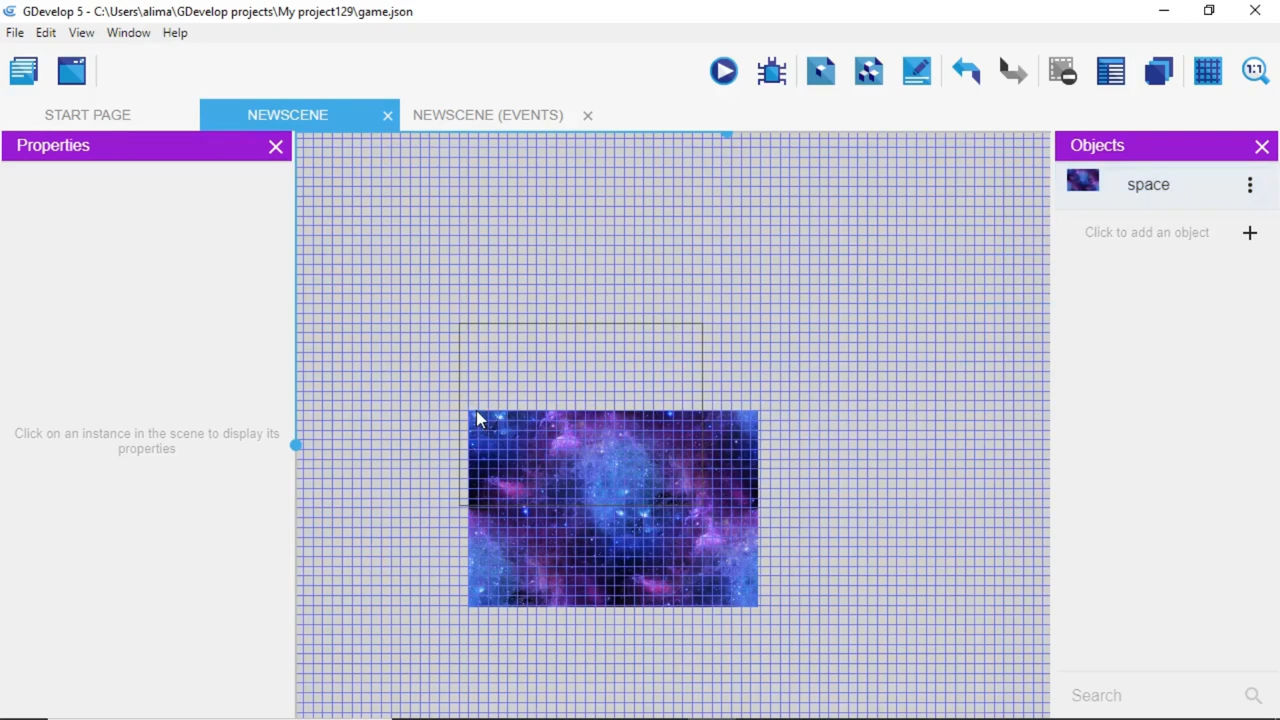 GDevelop 5 - C:\Users\alima\GDevelop projects\My project129\game.json
File Edit View Window Help
1:1
START PAGE NEWSCENE NEWSCENE (EVENTS)
Properties
Objects
space
Click to add an object
Click on an instance in the scene to display its
properties
Search